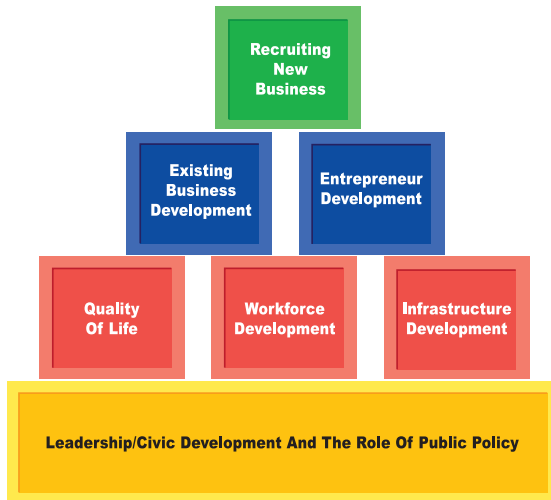 Recruiting
New
Business
Existing
Business
Development
Entrepreneur
Development
Quality
Of Life
Workforce
Development
Infrastructure
Development
Leadership/Civic Development And The Role Of Public Policy